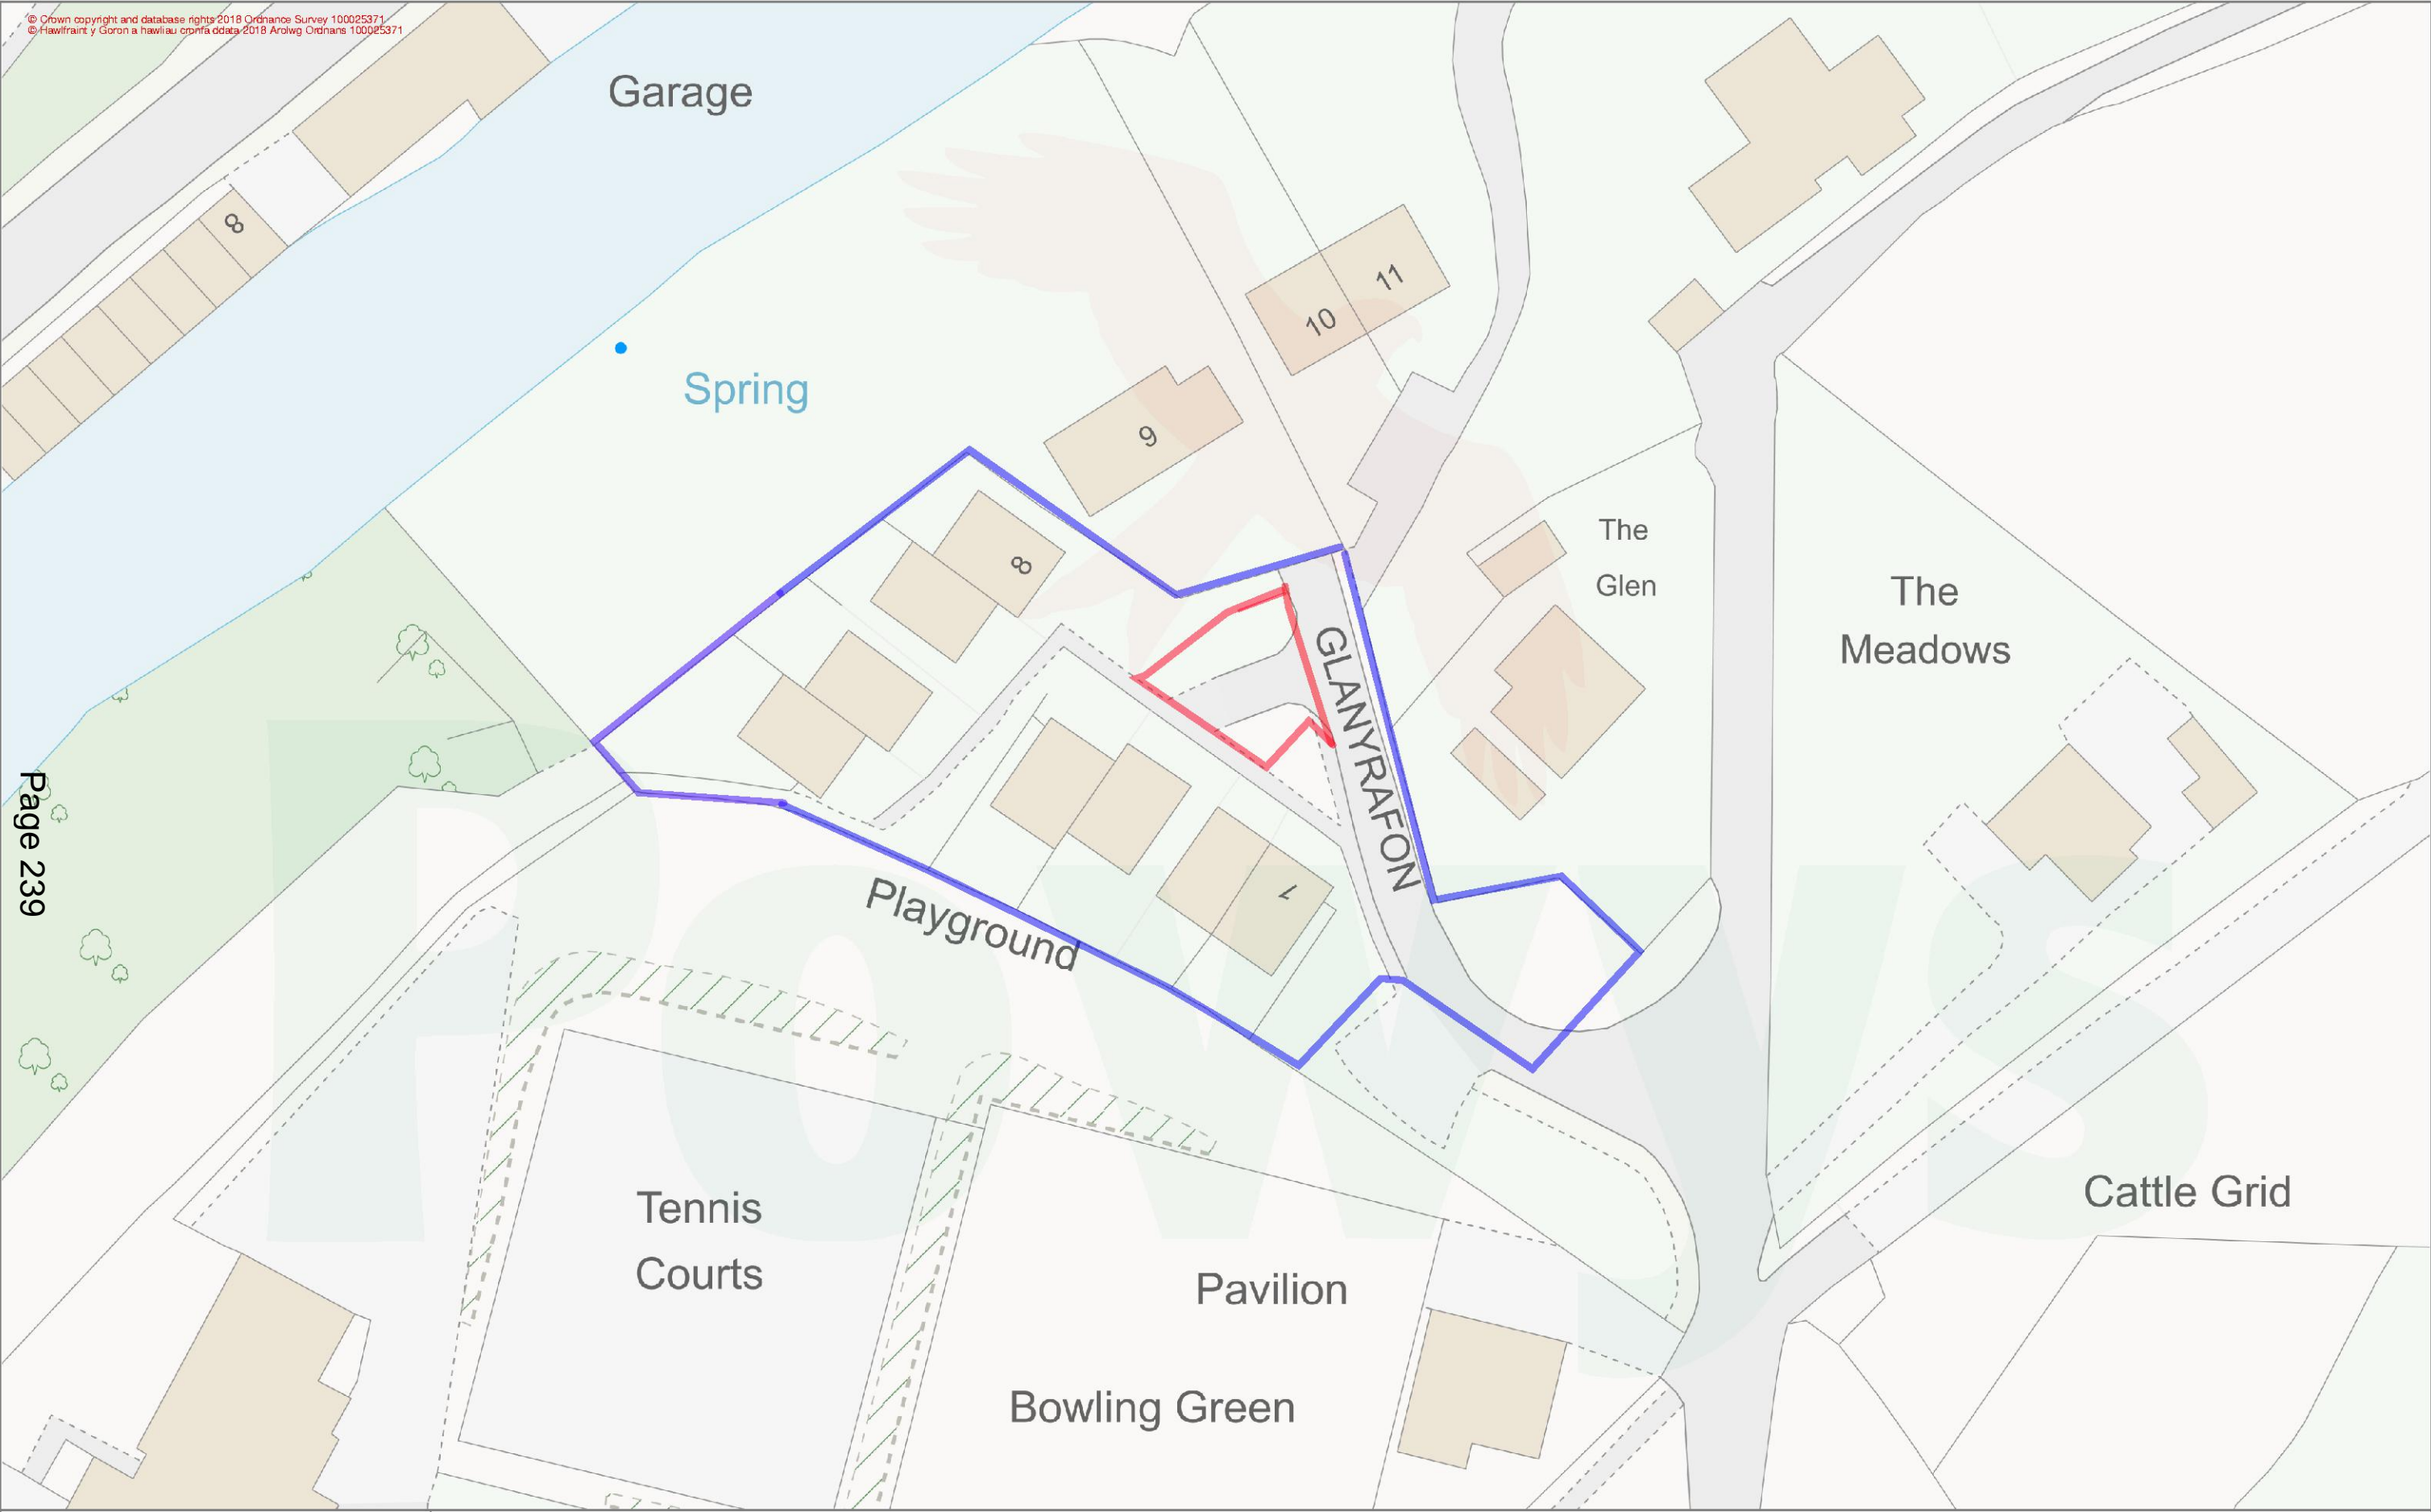 © Crown copyright and database rights 2018 Ordnance Survey 100025371
© Hawlfraint y Goron a hawliau cronfa ddata 2018 Arolwg Ordnans 100025371
Garage
8
Spring
11
10
9
8
The
Glen
The
Meadows
GLANYRAFON
Page 239
7
Playground
POWYS
Cattle Grid
Tennis
Courts
Pavilion
Bowling Green